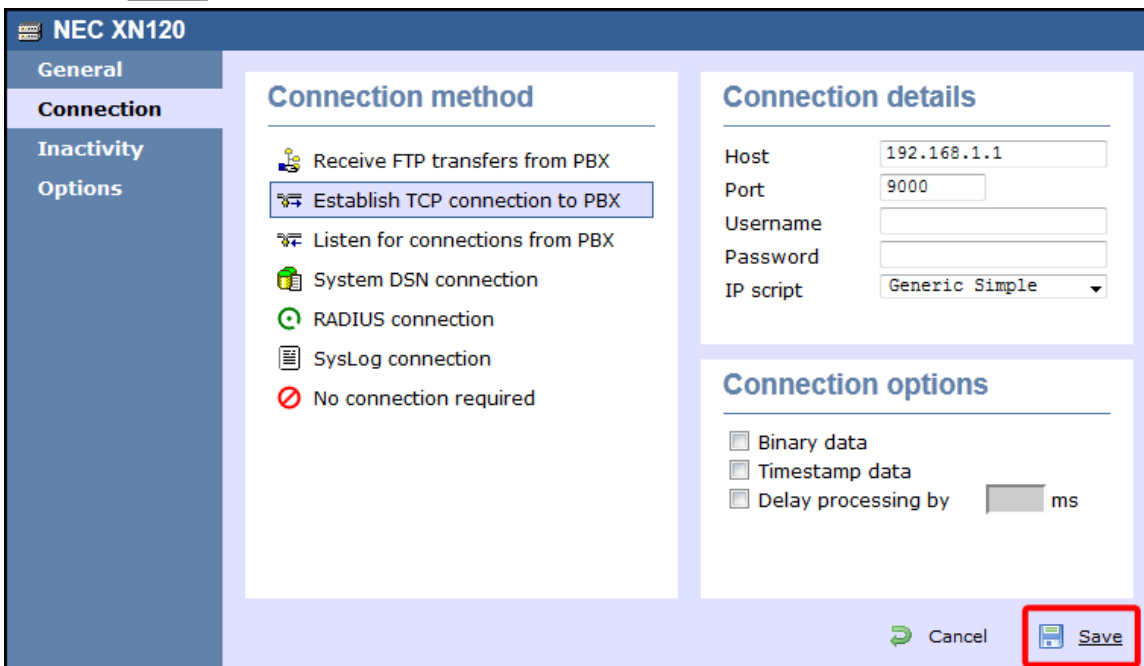 NEC XN120
General
Connection
Inactivity
Options
Connection method
Receive FTP transfers from PBX
Establish TCP connection to PBX
Listen for connections from PBX
System DSN connection
RADIUS connection
SysLog connection
No connection required
Connection details
Host 192.168.1.1
Port 9000
Username
Password
IP script Generic Simple
Connection options
Binary data
Timestamp data
Delay processing by ms
Cancel Save